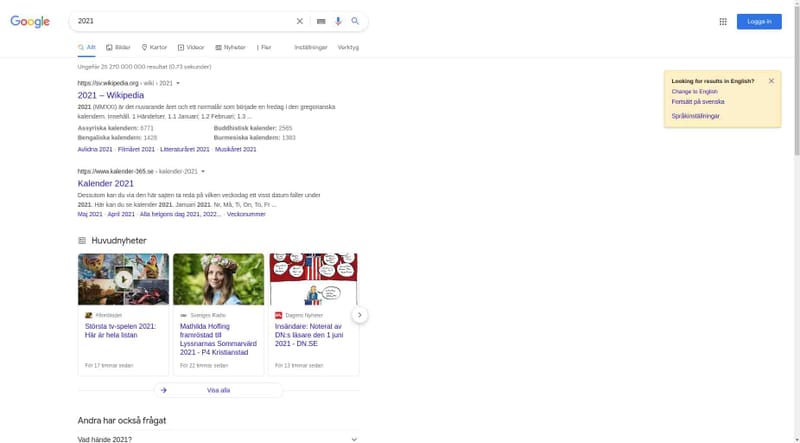 Google
2021
Logga in
Allt
Bilder
Kartor
Videor
Nyheter
Fler
Inställningar
Verktyg
Ungefär 25 270 000 000 resultat (0,73 sekunder)
Looking for results in English?
Change to English
Fortsätt på svenska
Språkinställningar
https://sv.wikipedia.org › wiki › 2021
2021 – Wikipedia
2021 (MMXXI) är det nuvarande året och ett normalår som började en fredag i den gregorianska
kalendern. Innehåll. 1 Händelser. 1.1 Januari; 1.2 Februari; 1.3 ...
Assyriska kalendern: 6771
Buddhistisk kalender: 2565
Bengaliska kalendern: 1428
Burmesiska kalendern: 1383
Avlidna 2021 · Filmåret 2021 · Litteraturåret 2021 · Musikåret 2021
https://www.kalender-365.se › kalender-2021
Kalender 2021
Dessutom kan du via den här sajten ta reda på vilken veckodag ett visst datum faller under
2021. Här kan du se kalender 2021. Januari 2021. Nr, Må, Ti, On, To, Fr ...
Maj 2021 · April 2021 · Alla helgons dag 2021, 2022... · Veckonummer
Huvudnyheter
Aftonbladet
Största tv-spelen 2021:
Här är hela listan
För 17 timmar sedan
Sveriges Radio
Mathilda Hofling
framröstad till
Lyssnarnas Sommarvärd
2021 - P4 Kristianstad
För 22 timmar sedan
Dagens Nyheter
Insändare: Noterat av
DN:s läsare den 1 juni
2021 - DN.SE
För 13 timmar sedan
Visa alla
Andra har också frågat
Vad hände 2021?